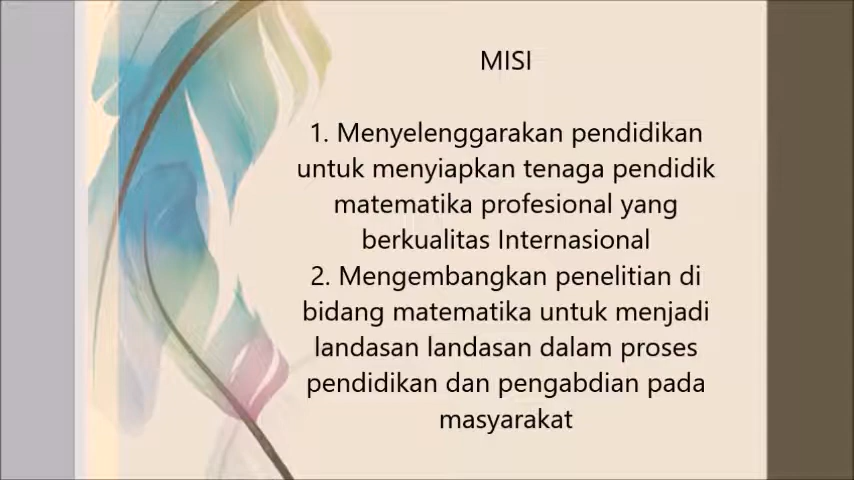 MISI
1. Menyelenggarakan pendidikan
untuk menyiapkan tenaga pendidik
matematika profesional yang
berkualitas Internasional
2. Mengembangkan penelitian di
bidang matematika untuk menjadi
landasan landasan dalam proses
pendidikan dan pengabdian pada
masyarakat